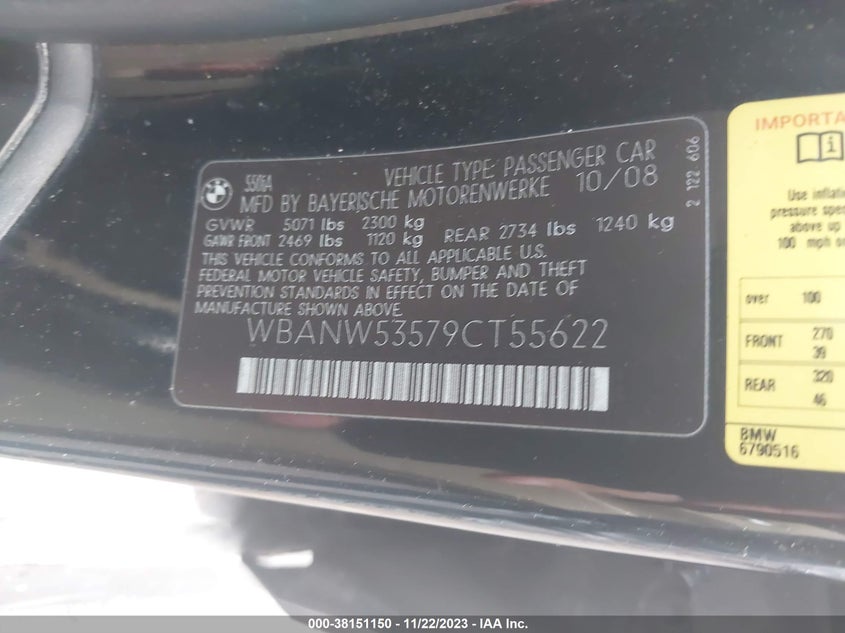 5506A
VEHICLE TYPE: PASSENGER CAR
MFD BY BAYERISCHE MOTORENWERKE 10/08
GVWR 5071 lbs 2300 kg
GAWR FRONT 2469 lbs 1120 kg REAR 2734 lbs 1240 kg
THIS VEHICLE CONFORMS TO ALL APPLICABLE U.S.
FEDERAL MOTOR VEHICLE SAFETY, BUMPER AND THEFT
PREVENTION STANDARDS IN EFFECT ON THE DATE OF
MANUFACTURE SHOWN ABOVE.
WBANW53579CT55622
2 122 606
IMPORTA
Use inflat
pressure spe
above up
100 mph o
over 100
FRONT 270
39
REAR 320
46
BMW
6790516
000-38151150 - 11/22/2023 - IAA Inc.